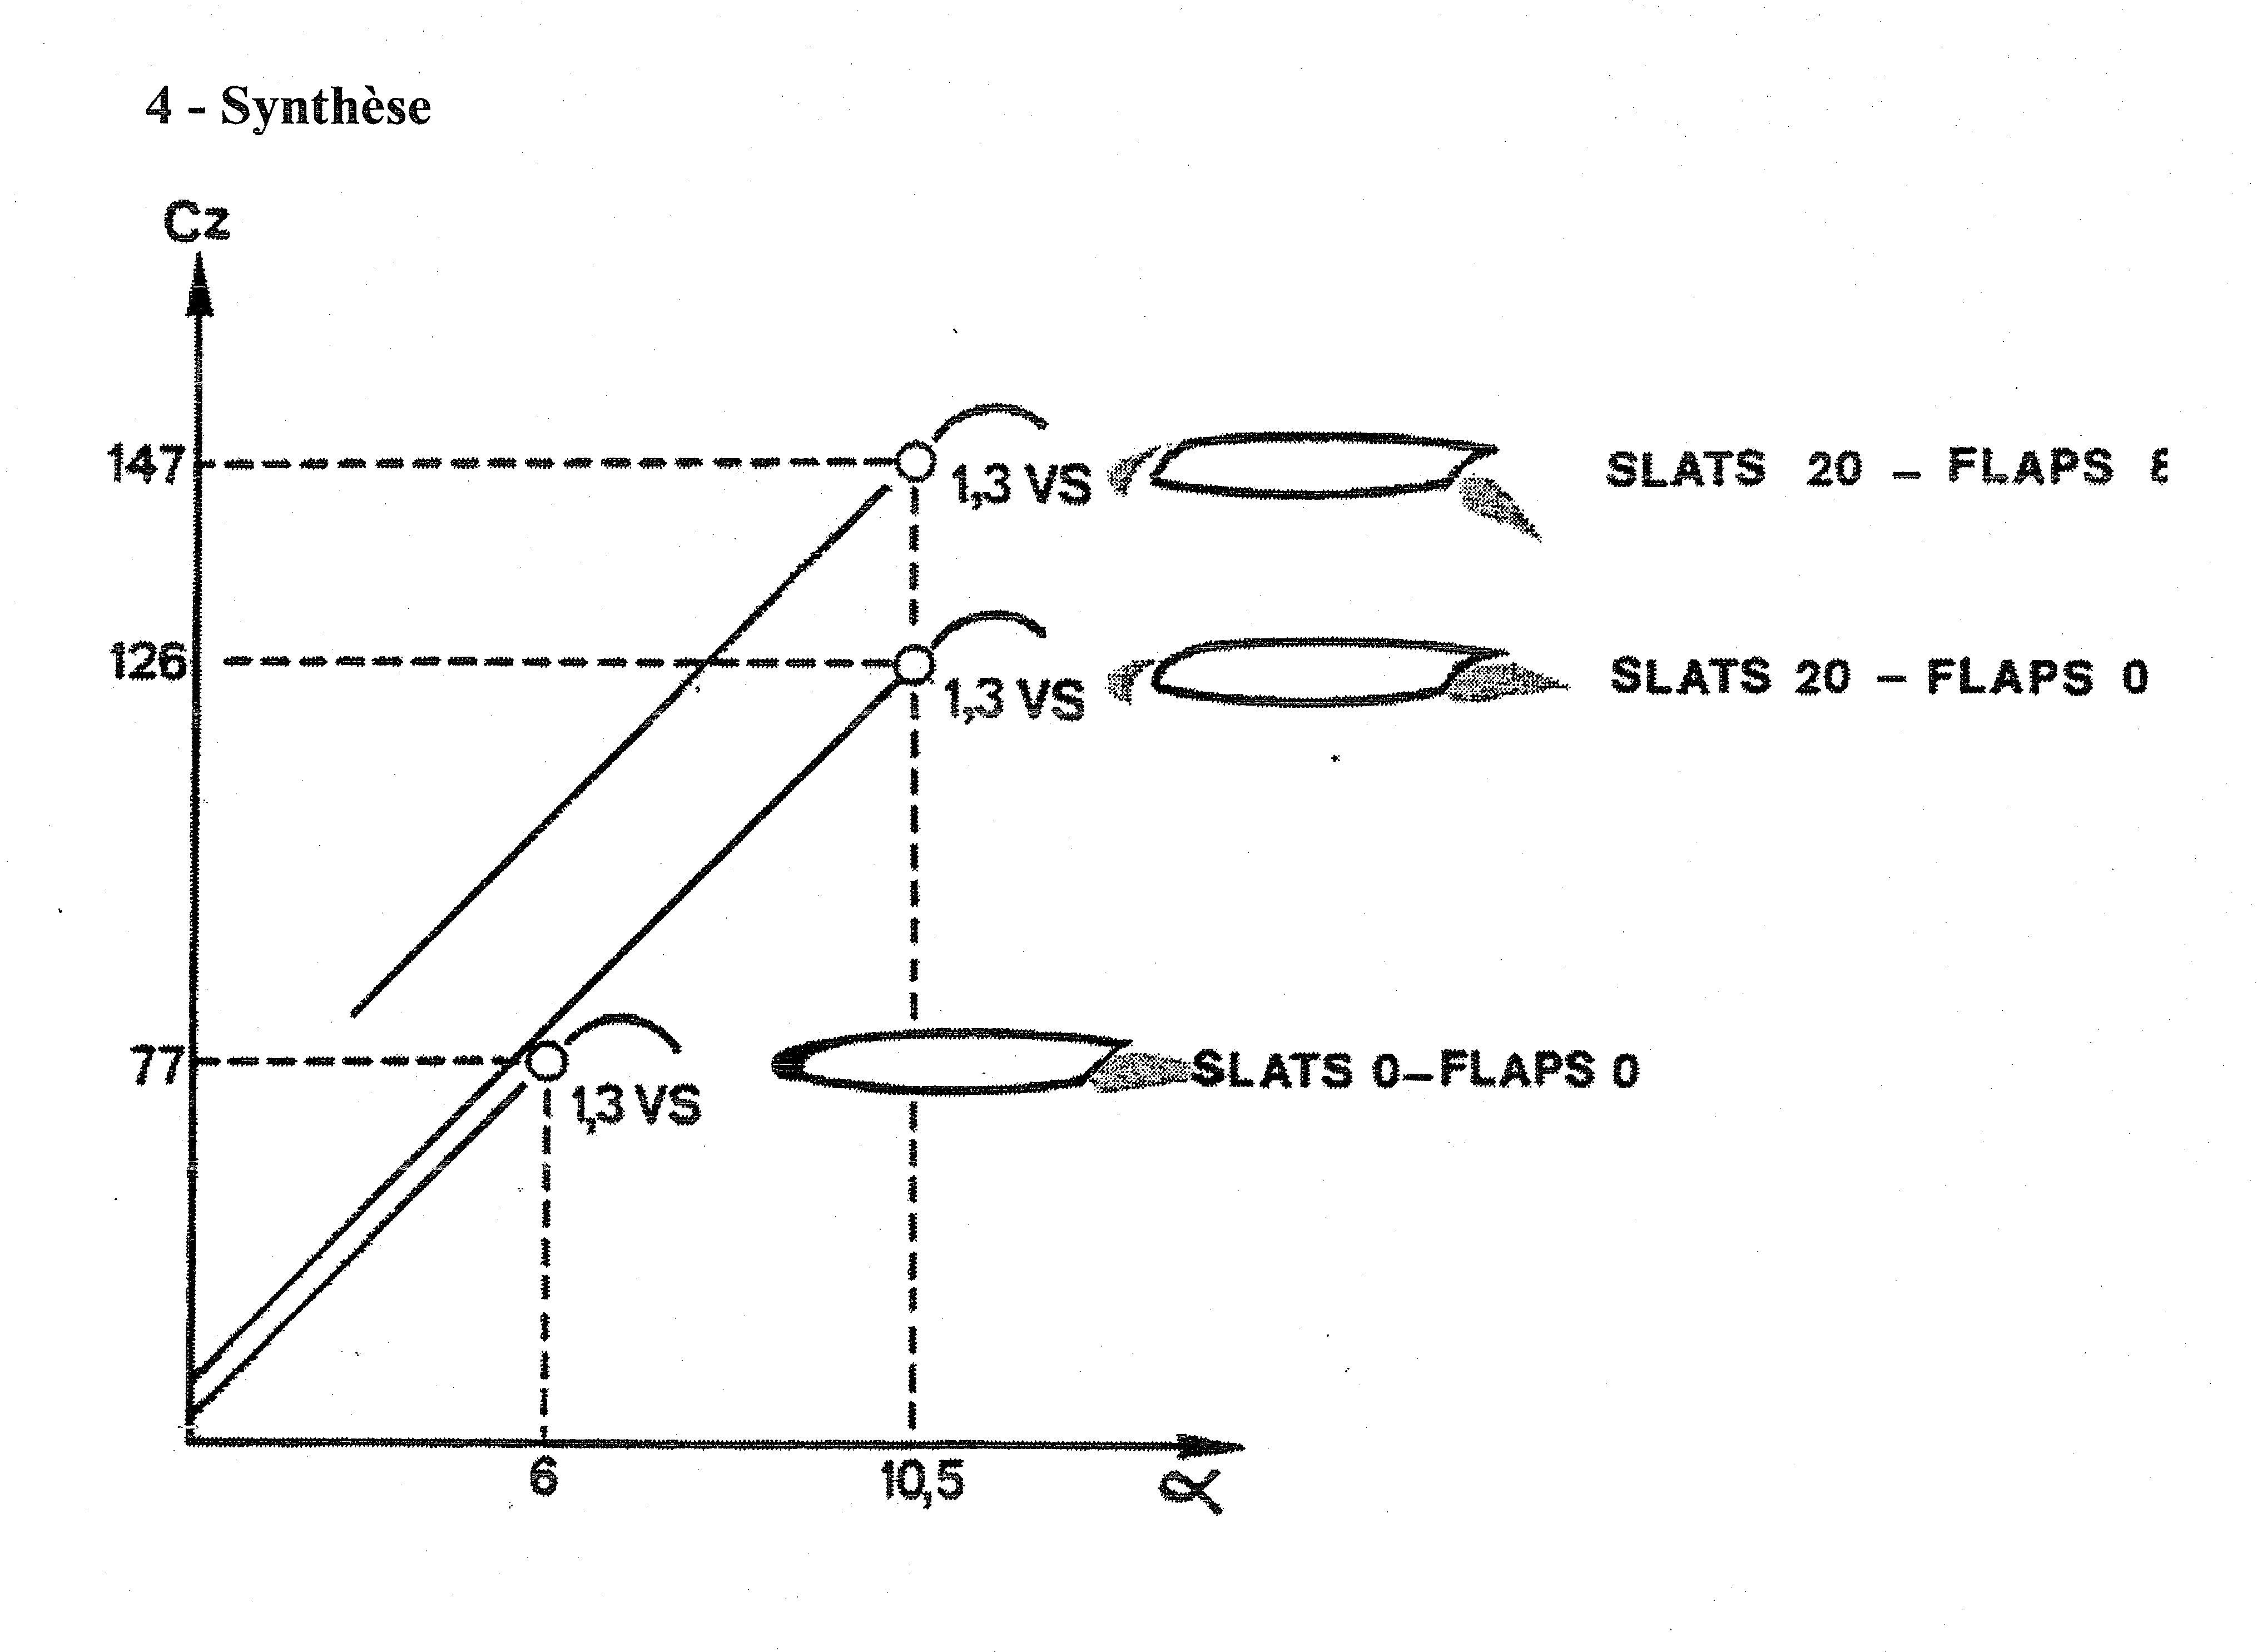 4 - Synthèse
Cz
147
1,3 VS
SLATS 20 - FLAPS
126
1,3 VS
SLATS 20 - FLAPS 0
77
1,3 VS
SLATS 0-FLAPS 0
6
10,5
α